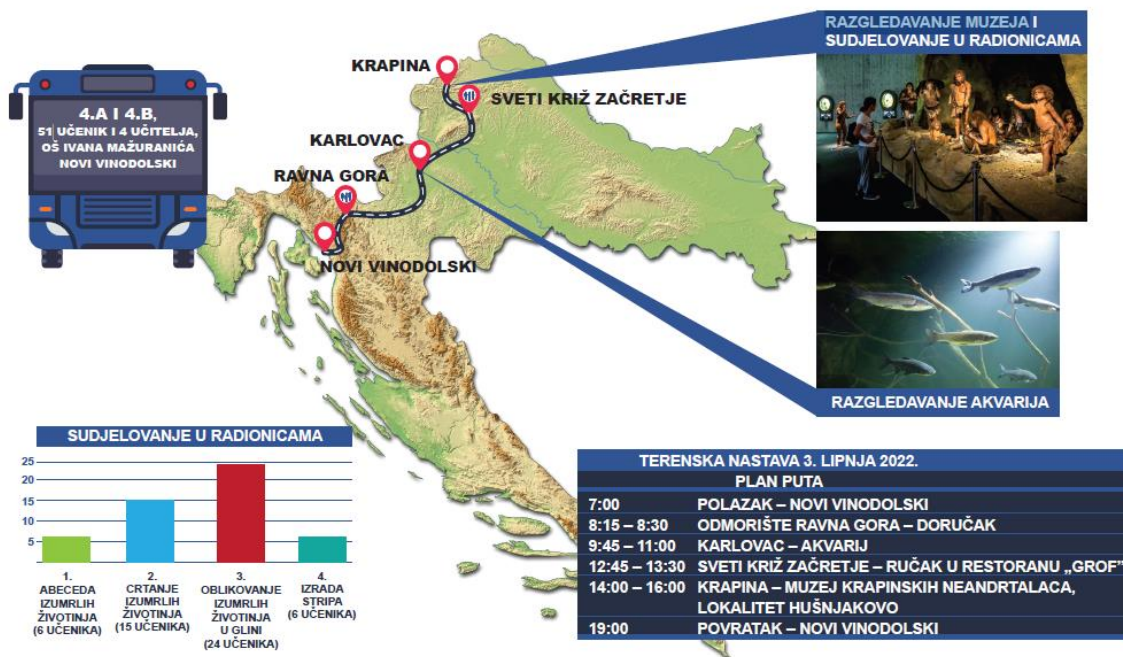 RAZGLEDAVANJE MUZEJA I
SUDJELOVANJE U RADIONICAMA
4.A I 4.B,
51 UČENIK I 4 UČITELJA,
OŠ IVANA MAŽURANIĆA
NOVI VINODOLSKI
KRAPINA
SVETI KRIŽ ZAČRETJE
KARLOVAC
RAVNA GORA
NOVI VINODOLSKI
RAZGLEDAVANJE AKVARIJA
SUDJELOVANJE U RADIONICAMA
25
20
15
10
5
1.
ABECEDA
IZUMRLIH
ŽIVOTINJA
(6 UČENIKA)
2.
CRTANJE
IZUMRLIH
ŽIVOTINJA
(15 UČENIKA)
3.
OBLIKOVANJE
IZUMRLIH
ŽIVOTINJA
U GLINI
(24 UČENIKA)
4.
IZRADA
STRIPA
(6 UČENIKA)
TERENSKA NASTAVA 3. LIPNJA 2022.
PLAN PUTA
7:00 POLAZAK – NOVI VINODOLSKI
8:15 – 8:30 ODMORIŠTE RAVNA GORA – DORUČAK
9:45 – 11:00 KARLOVAC – AKVARIJ
12:45 – 13:30 SVETI KRIŽ ZAČRETJE – RUČAK U RESTORANU „GROF”
14:00 – 16:00 KRAPINA – MUZEJ KRAPINSKIH NEANDRTALACA,
LOKALITET HUŠNJAKOVO
19:00 POVRATAK – NOVI VINODOLSKI